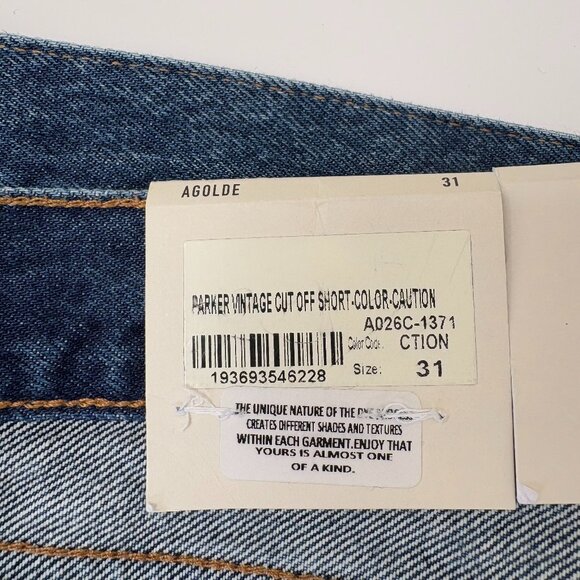 AGOLDE 31
PARKER VINTAGE CUT OFF SHORT-COLOR-CAUTION
A026C-1371
Color Code: CTION
193693546228 Size: 31
THE UNIQUE NATURE OF THE DYE
CREATES DIFFERENT SHADES AND TEXTURES
WITHIN EACH GARMENT.ENJOY THAT
YOURS IS ALMOST ONE
OF A KIND.